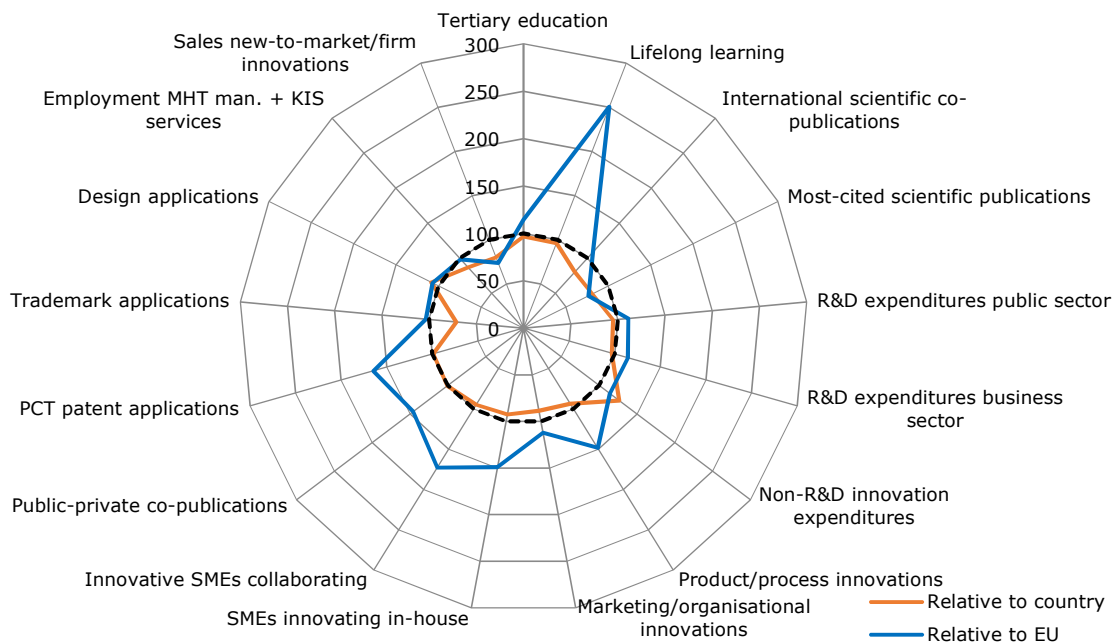 Tertiary education
Lifelong learning
International scientific co-
publications
Most-cited scientific publications
R&D expenditures public sector
R&D expenditures business
sector
Non-R&D innovation
expenditures
Product/process innovations
Marketing/organisational
innovations
SMEs innovating in-house
Innovative SMEs collaborating
Public-private co-publications
PCT patent applications
Trademark applications
Design applications
Employment MHT man. + KIS
services
Sales new-to-market/firm
innovations
300
250
200
150
100
50
0
Relative to country
Relative to EU